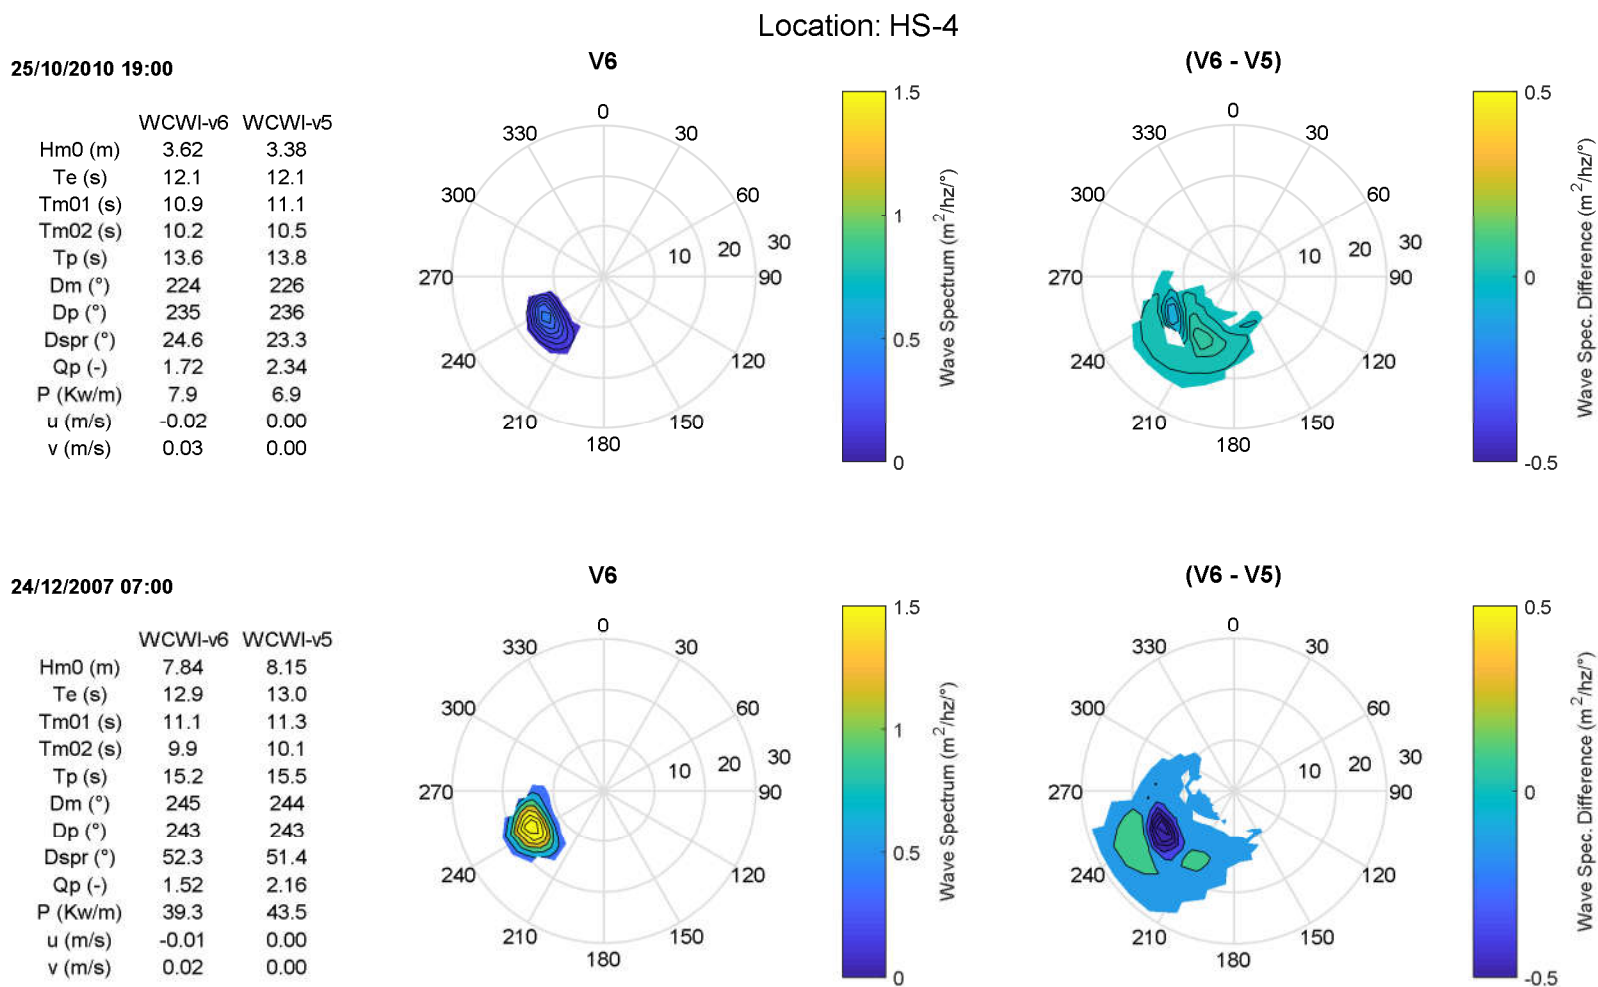 Location: HS-4
25/10/2010 19:00
WCWI-v6 WCWI-v5
Hm0 (m) 3.62 3.38
Te (s) 12.1 12.1
Tm01 (s) 10.9 11.1
Tm02 (s) 10.2 10.5
Tp (s) 13.6 13.8
Dm (°) 224 226
Dp (°) 235 236
Dspr (°) 24.6 23.3
Qp (-) 1.72 2.34
P (Kw/m) 7.9 6.9
u (m/s) -0.02 0.00
v (m/s) 0.03 0.00
V6
0
330 30
300 60
10 20 30
270 90
240 120
210 150
180
1.5
1
0.5
0
Wave Spectrum (m²/hz/°)
(V6 - V5)
0
330 30
300 60
10 20 30
270 90
240 120
210 150
180
0.5
0
-0.5
Wave Spec. Difference (m²/hz/°)
24/12/2007 07:00
WCWI-v6 WCWI-v5
Hm0 (m) 7.84 8.15
Te (s) 12.9 13.0
Tm01 (s) 11.1 11.3
Tm02 (s) 9.9 10.1
Tp (s) 15.2 15.5
Dm (°) 245 244
Dp (°) 243 243
Dspr (°) 52.3 51.4
Qp (-) 1.52 2.16
P (Kw/m) 39.3 43.5
u (m/s) -0.01 0.00
v (m/s) 0.02 0.00
V6
0
330 30
300 60
10 20 30
270 90
240 120
210 150
180
1.5
1
0.5
0
Wave Spectrum (m²/hz/°)
(V6 - V5)
0
330 30
300 60
10 20 30
270 90
240 120
210 150
180
0.5
0
-0.5
Wave Spec. Difference (m²/hz/°)